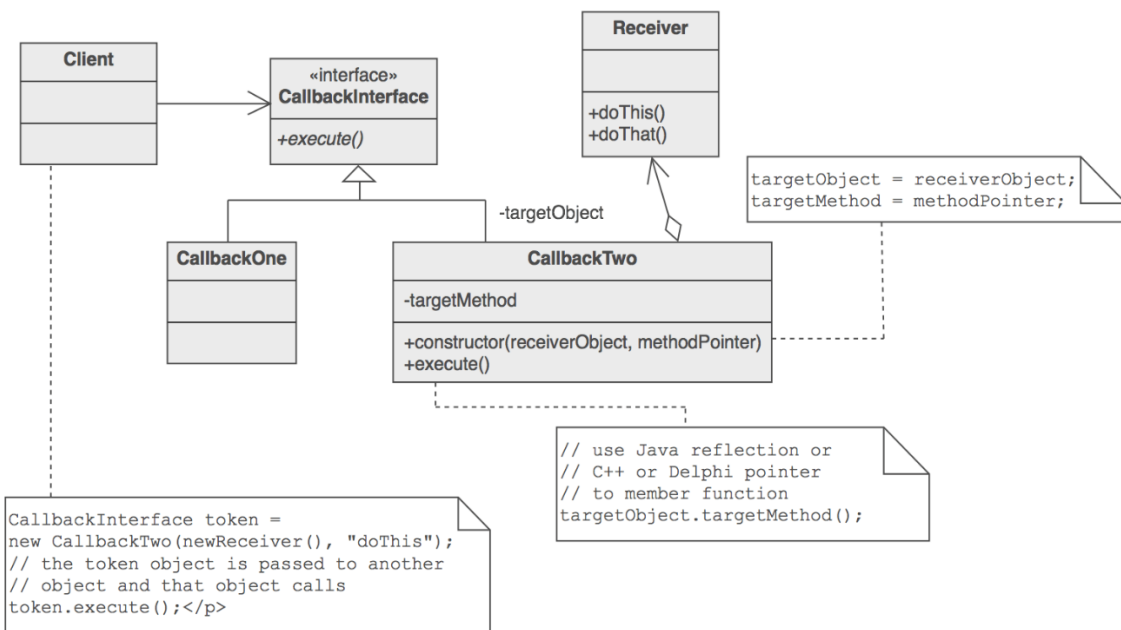 Client
«interface»
CallbackInterface
+execute()
Receiver
+doThis()
+doThat()
targetObject = receiverObject;
targetMethod = methodPointer;
-targetObject
CallbackOne
CallbackTwo
-targetMethod
+constructor(receiverObject, methodPointer)
+execute()
// use Java reflection or
// C++ or Delphi pointer
// to member function
targetObject.targetMethod();
CallbackInterface token =
new CallbackTwo(newReceiver(), "doThis");
// the token object is passed to another
// object and that object calls
token.execute();</p>